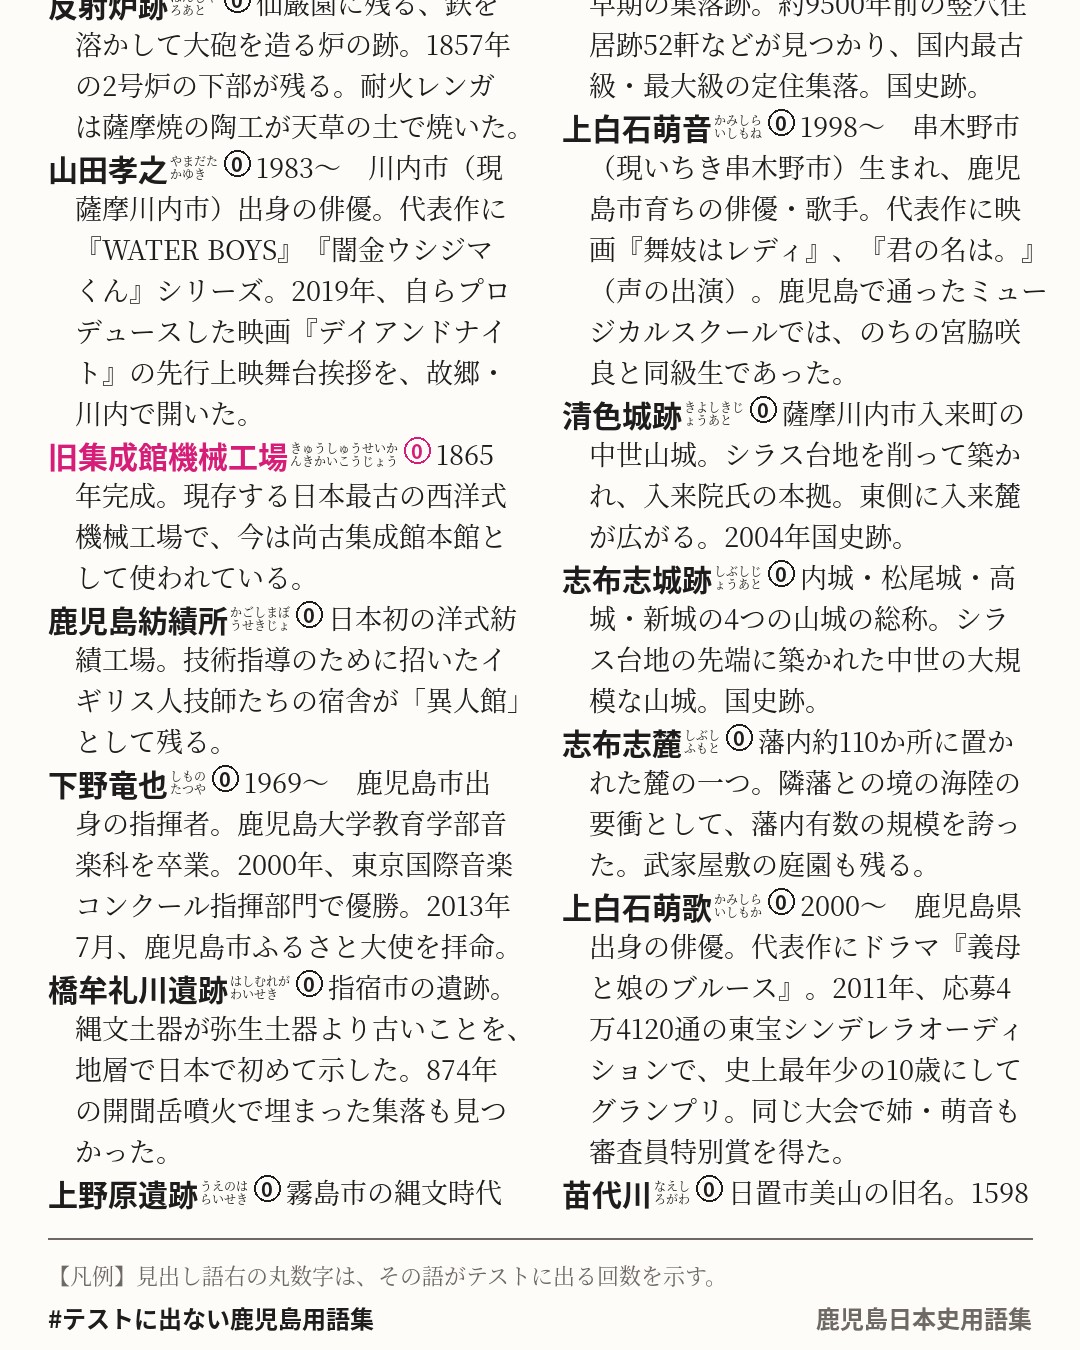 反射炉跡 ろあと 0 仙巌園に残る、鉄を
溶かして大砲を造る炉の跡。1857年
の2号炉の下部が残る。耐火レンガ
は薩摩焼の陶工が天草の土で焼いた。
山田孝之 やまだたかゆき 0 1983〜　川内市（現
薩摩川内市）出身の俳優。代表作に
『WATER BOYS』『闇金ウシジマ
くん』シリーズ。2019年、自らプロ
デュースした映画『デイアンドナイ
ト』の先行上映舞台挨拶を、故郷・
川内で開いた。
旧集成館機械工場 きゅうしゅうせいかんきかいこうじょう 0 1865
年完成。現存する日本最古の西洋式
機械工場で、今は尚古集成館本館と
して使われている。
鹿児島紡績所 かごしまぼうせきじょ 0 日本初の洋式紡
績工場。技術指導のために招いたイ
ギリス人技師たちの宿舎が「異人館」
として残る。
下野竜也 しものたつや 0 1969〜　鹿児島市出
身の指揮者。鹿児島大学教育学部音
楽科を卒業。2000年、東京国際音楽
コンクール指揮部門で優勝。2013年
7月、鹿児島市ふるさと大使を拝命。
橋牟礼川遺跡 はしむれがわいせき 0 指宿市の遺跡。
縄文土器が弥生土器より古いことを、
地層で日本で初めて示した。874年
の開聞岳噴火で埋まった集落も見つ
かった。
上野原遺跡 うえのはらいせき 0 霧島市の縄文時代
早期の集落跡。約9500年前の竪穴住
居跡52軒などが見つかり、国内最古
級・最大級の定住集落。国史跡。
上白石萌音 かみしらいしもね 0 1998〜　串木野市
（現いちき串木野市）生まれ、鹿児
島市育ちの俳優・歌手。代表作に映
画『舞妓はレディ』、『君の名は。』
（声の出演）。鹿児島で通ったミュー
ジカルスクールでは、のちの宮脇咲
良と同級生であった。
清色城跡 きよしきじょうあと 0 薩摩川内市入来町の
中世山城。シラス台地を削って築か
れ、入来院氏の本拠。東側に入来麓
が広がる。2004年国史跡。
志布志城跡 しぶしじょうあと 0 内城・松尾城・高
城・新城の4つの山城の総称。シラ
ス台地の先端に築かれた中世の大規
模な山城。国史跡。
志布志麓 しぶしふもと 0 藩内約110か所に置か
れた麓の一つ。隣藩との境の海陸の
要衝として、藩内有数の規模を誇っ
た。武家屋敷の庭園も残る。
上白石萌歌 かみしらいしもか 0 2000〜　鹿児島県
出身の俳優。代表作にドラマ『義母
と娘のブルース』。2011年、応募4
万4120通の東宝シンデレラオーディ
ションで、史上最年少の10歳にして
グランプリ。同じ大会で姉・萌音も
審査員特別賞を得た。
苗代川 なえしろがわ 0 日置市美山の旧名。1598
【凡例】見出し語右の丸数字は、その語がテストに出る回数を示す。
#テストに出ない鹿児島用語集
鹿児島日本史用語集